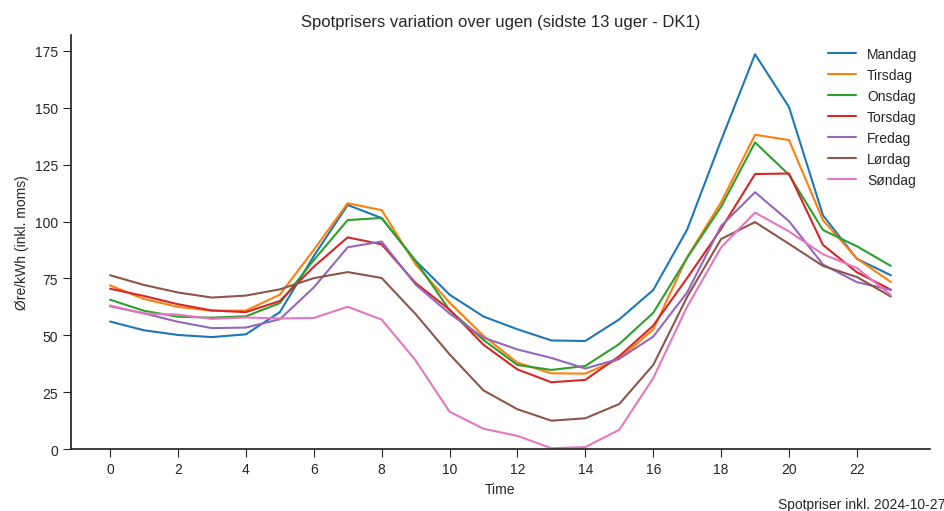 Spotprisers variation over ugen (sidste 13 uger - DK1)
Øre/kWh (inkl. moms)
175
150
125
100
75
50
25
0
Mandag
Tirsdag
Onsdag
Torsdag
Fredag
Lørdag
Søndag
0 2 4 6 8 10 12 14 16 18 20 22
Time
Spotpriser inkl. 2024-10-27